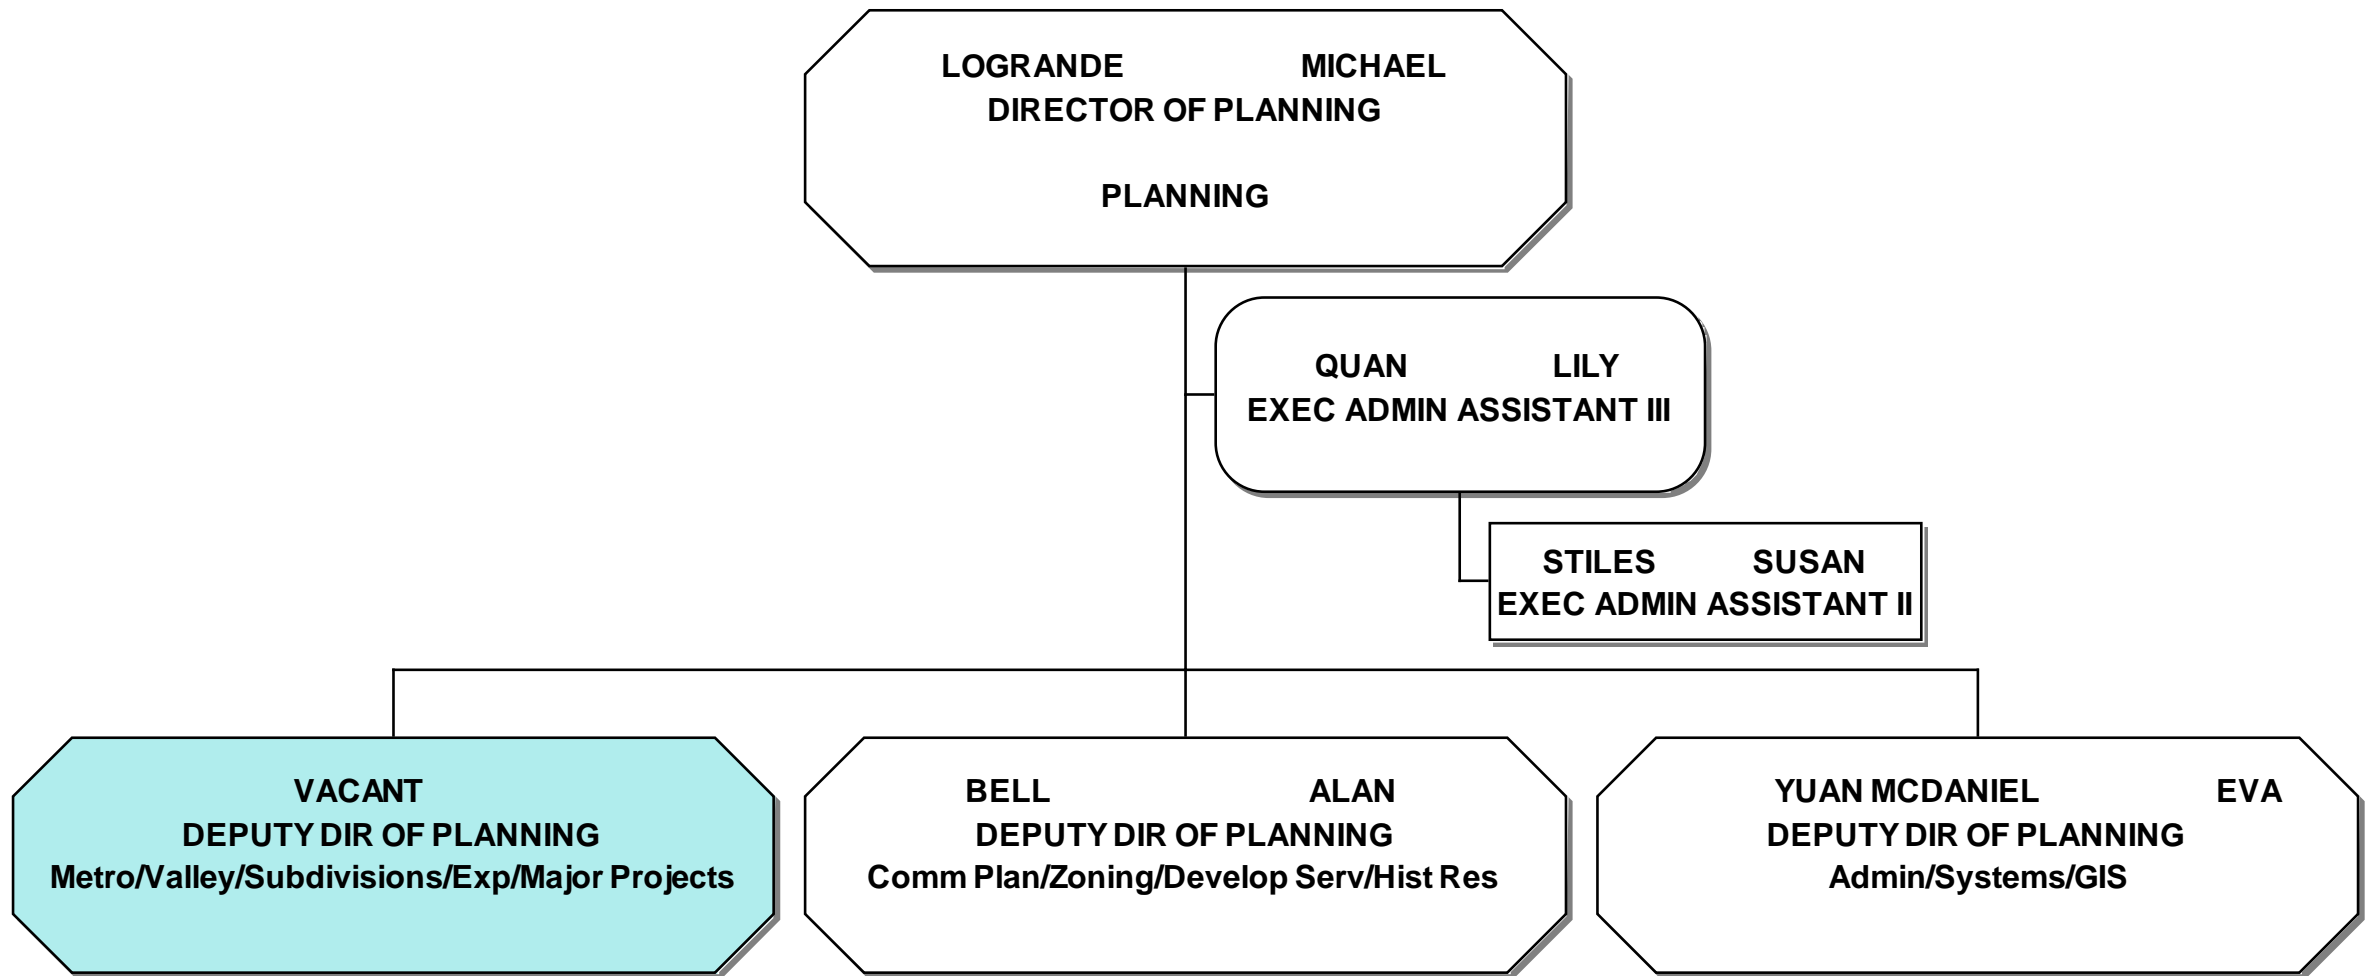 LOGRANDE MICHAEL
DIRECTOR OF PLANNING
PLANNING
QUAN LILY
EXEC ADMIN ASSISTANT III
STILES SUSAN
EXEC ADMIN ASSISTANT II
VACANT
DEPUTY DIR OF PLANNING
Metro/Valley/Subdivisions/Exp/Major Projects
BELL ALAN
DEPUTY DIR OF PLANNING
Comm Plan/Zoning/Develop Serv/Hist Res
YUAN MCDANIEL EVA
DEPUTY DIR OF PLANNING
Admin/Systems/GIS